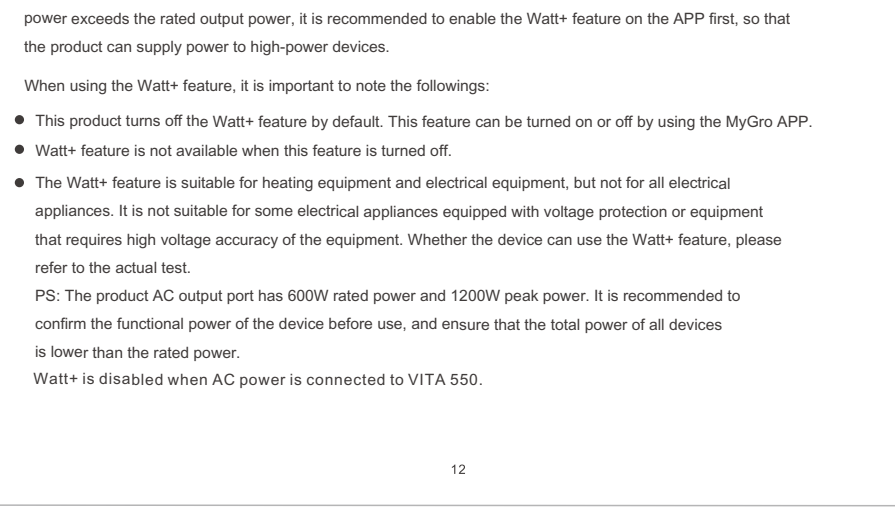 power exceeds the rated output power, it is recommended to enable the Watt+ feature on the APP first, so that
the product can supply power to high-power devices.
When using the Watt+ feature, it is important to note the followings:
● This product turns off the Watt+ feature by default. This feature can be turned on or off by using the MyGro APP.
● Watt+ feature is not available when this feature is turned off.
● The Watt+ feature is suitable for heating equipment and electrical equipment, but not for all electrical
appliances. It is not suitable for some electrical appliances equipped with voltage protection or equipment
that requires high voltage accuracy of the equipment. Whether the device can use the Watt+ feature, please
refer to the actual test.
PS: The product AC output port has 600W rated power and 1200W peak power. It is recommended to
confirm the functional power of the device before use, and ensure that the total power of all devices
is lower than the rated power.
Watt+ is disabled when AC power is connected to VITA 550.
12